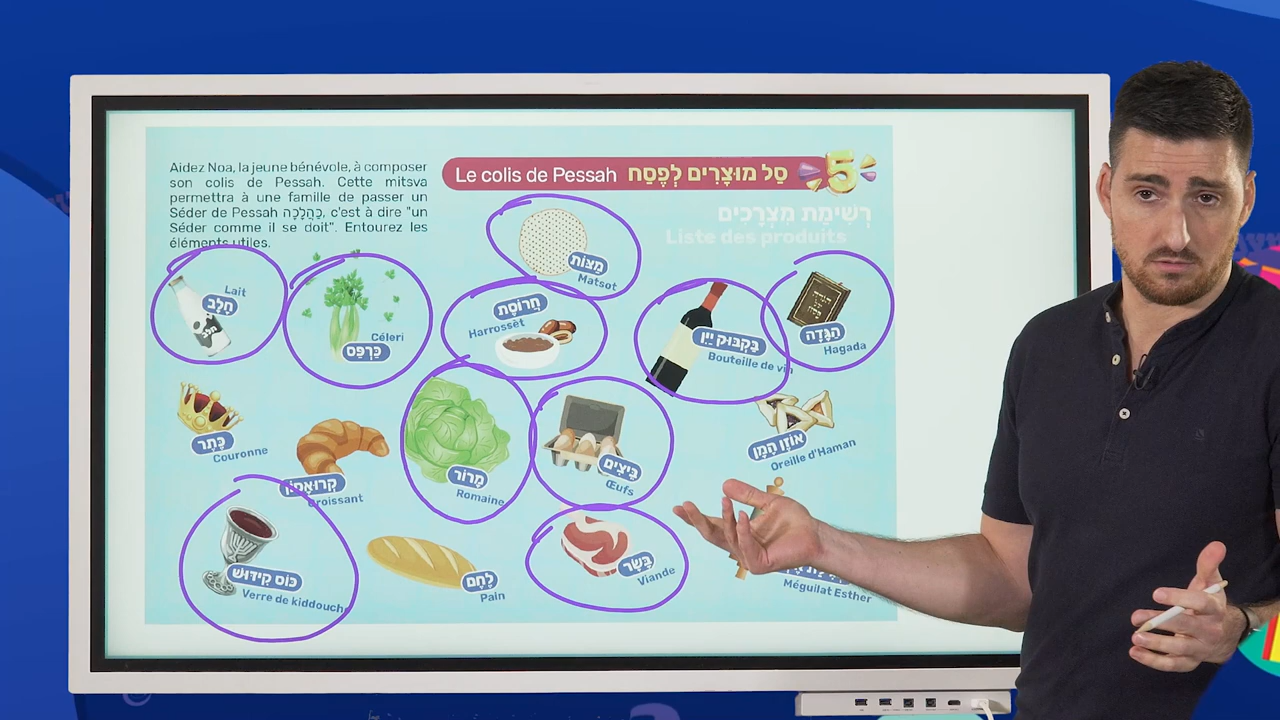 Aidez Noa, la jeune bénévole, à composer
son colis de Pessah. Cette mitsva
permettra à une famille de passer un
Séder de Pessah כַּהֲלָכָה, c'est à dire "un
Séder comme il se doit". Entourez les
éléments utiles.
Le colis de Pessah סַל מוּצָרִים לְפֶסַח 5
רְשִׁימַת מִצְרָכִים
Liste des produits
מַצּוֹת
Matsot
Lait
חָלָב
Céleri
כַּרְפַּס
חֲרוֹסֶת
Harrossèt
בַּקְבּוּק יַיִן
Bouteille de vin
הַגָּדָה
Hagada
כֶּתֶר
Couronne
קְרוּאָסוֹן
Croissant
מָרוֹר
Romaine
בֵּיצִים
Œufs
אוֹזֶן הָמָן
Oreille d'Haman
כּוֹס קִידּוּשׁ
Verre de kiddouch
לֶחֶם
Pain
בָּשָׂר
Viande
Méguilat Esther